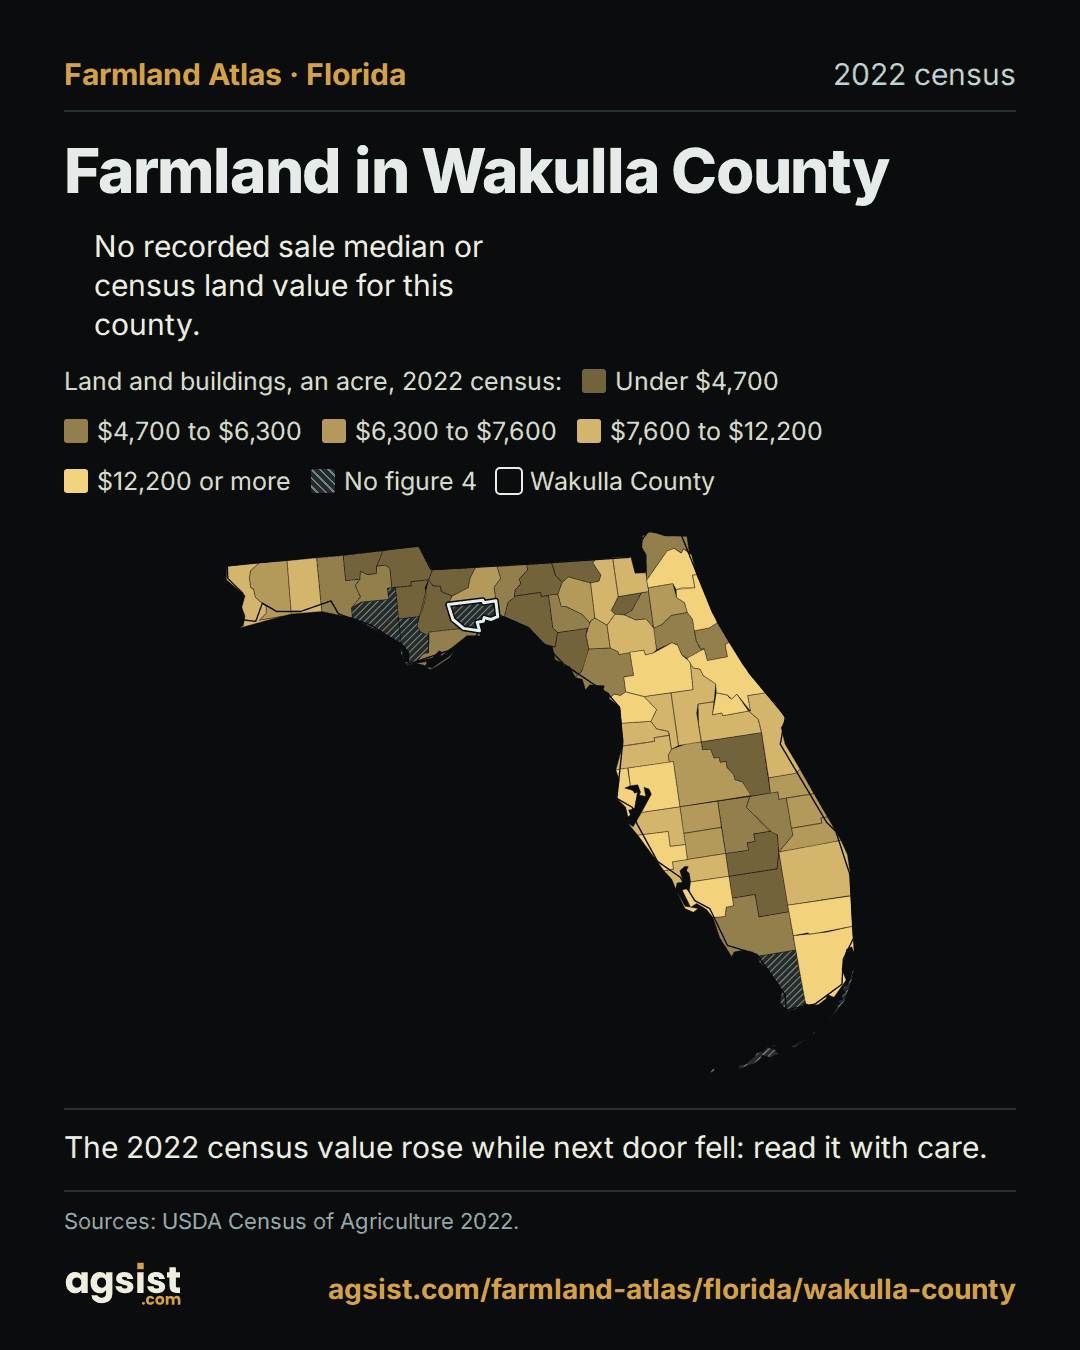 Farmland Atlas · Florida
2022 census
Farmland in Wakulla County
No recorded sale median or
census land value for this
county.
Land and buildings, an acre, 2022 census: Under $4,700
$4,700 to $6,300 $6,300 to $7,600 $7,600 to $12,200
$12,200 or more No figure 4 Wakulla County
The 2022 census value rose while next door fell: read it with care.
Sources: USDA Census of Agriculture 2022.
agsist
.com
agsist.com/farmland-atlas/florida/wakulla-county